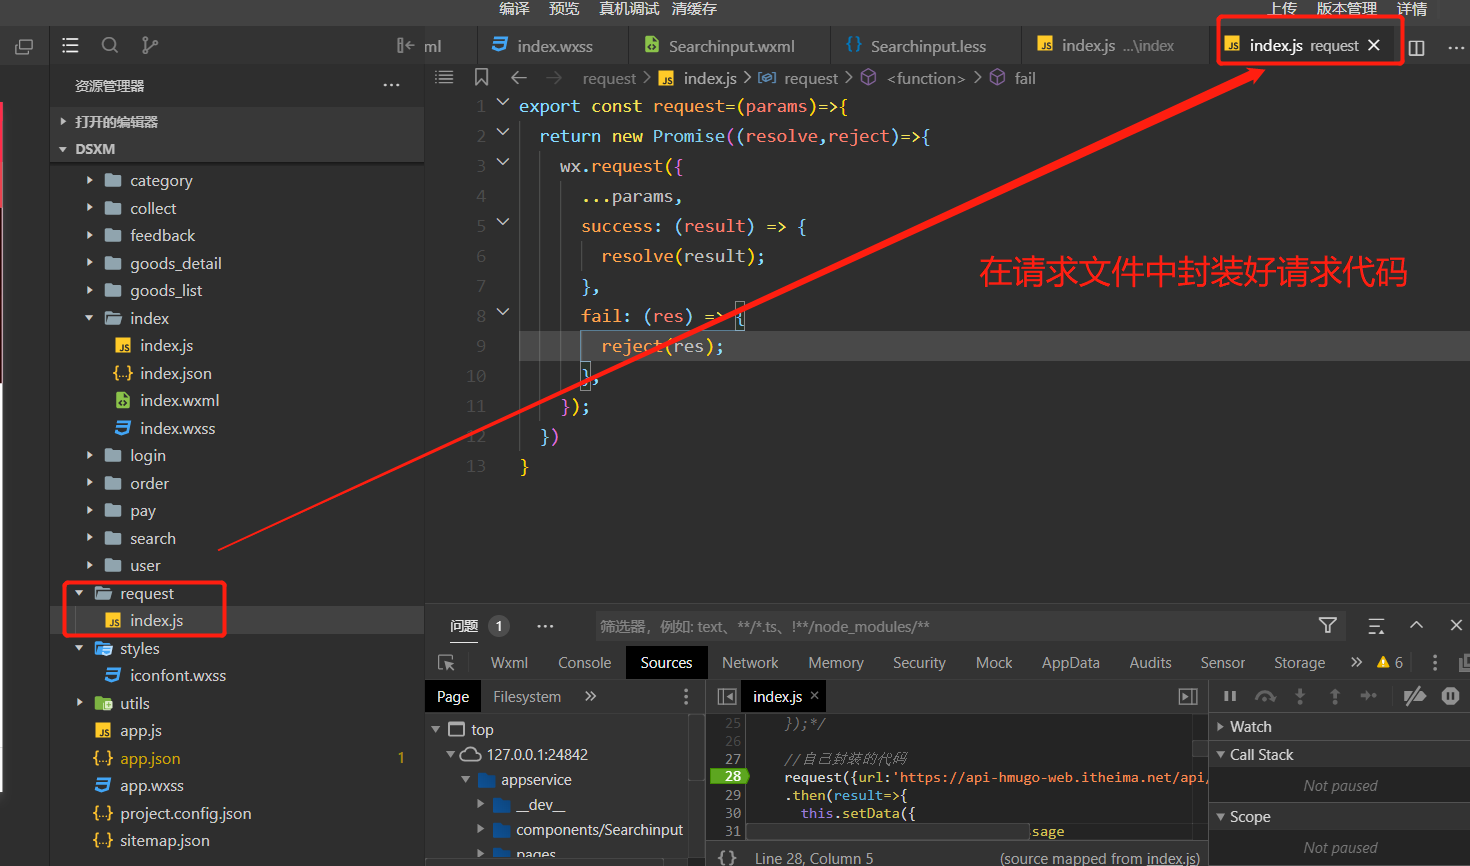 编译 预览 真机调试 清缓存 上传 版本管理 详情
ml index.wxss Searchinput.wxml Searchinput.less index.js ...\index index.js request
资源管理器
request > index.js > request > <function> > fail
打开的编辑器
DSXM
category
collect
feedback
goods_detail
goods_list
index
index.js
index.json
index.wxml
index.wxss
login
order
pay
search
user
request
index.js
styles
iconfont.wxss
utils
app.js
app.json 1
app.wxss
project.config.json
sitemap.json
1 export const request=(params)=>{
2 return new Promise((resolve,reject)=>{
3 wx.request({
4 ...params,
5 success: (result) => {
6 resolve(result);
7 },
8 fail: (res) => {
9 reject(res);
10 },
11 });
12 })
13 }
在请求文件中封装好请求代码
问题 1 筛选器，例如: text、**/*.ts、!**/node_modules/**
Wxml Console Sources Network Memory Security Mock AppData Audits Sensor Storage 6
Page Filesystem
top
127.0.0.1:24842
appservice
__dev__
components/Searchinput
pages
index.js
25 });*/
26
27 //自己封装的代码
28 request({url:'https://api-hmugo-web.itheima.net/api/
29 .then(result=>{
30 this.setData({
31 sage
{} Line 28, Column 5 (source mapped from index.js)
Watch
Call Stack
Not paused
Scope
Not paused